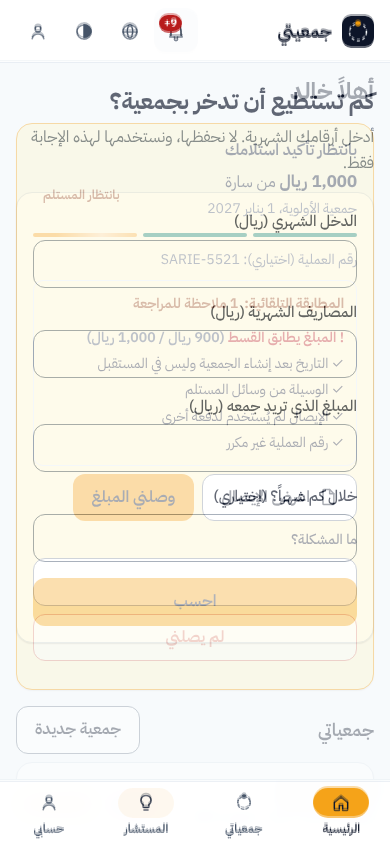 جمعيتي
+9
أهلاً خالد
كم تستطيع أن تدخر بجمعية؟
أدخل أرقامك الشهرية. لا نحفظها، ونستخدمها لهذه الإجابة فقط.
بانتظار تأكيد استلامك
1,000 ريال من سارة
بانتظار المستلم
جمعية الأولوية، 1 يناير 2027
الدخل الشهري (ريال)
رقم العملية (اختياري): SARIE-5521
المطابقة التلقائية: 1 ملاحظة للمراجعة
المصاريف الشهرية (ريال)
! المبلغ يطابق القسط (900 ريال / 1,000 ريال)
✓ التاريخ بعد إنشاء الجمعية وليس في المستقبل
✓ الوسيلة من وسائل المستلم
المبلغ الذي تريد جمعه (ريال)
✓ الإيصال لم يُستخدم لدفعة أخرى
✓ رقم العملية غير مكرر
خلال كم شهراً؟ (اختياري)
وصلني المبلغ
ما المشكلة؟
احسب
لم يصلني
جمعياتي
جمعية جديدة
الرئيسية
جمعياتي
المستشار
حسابي